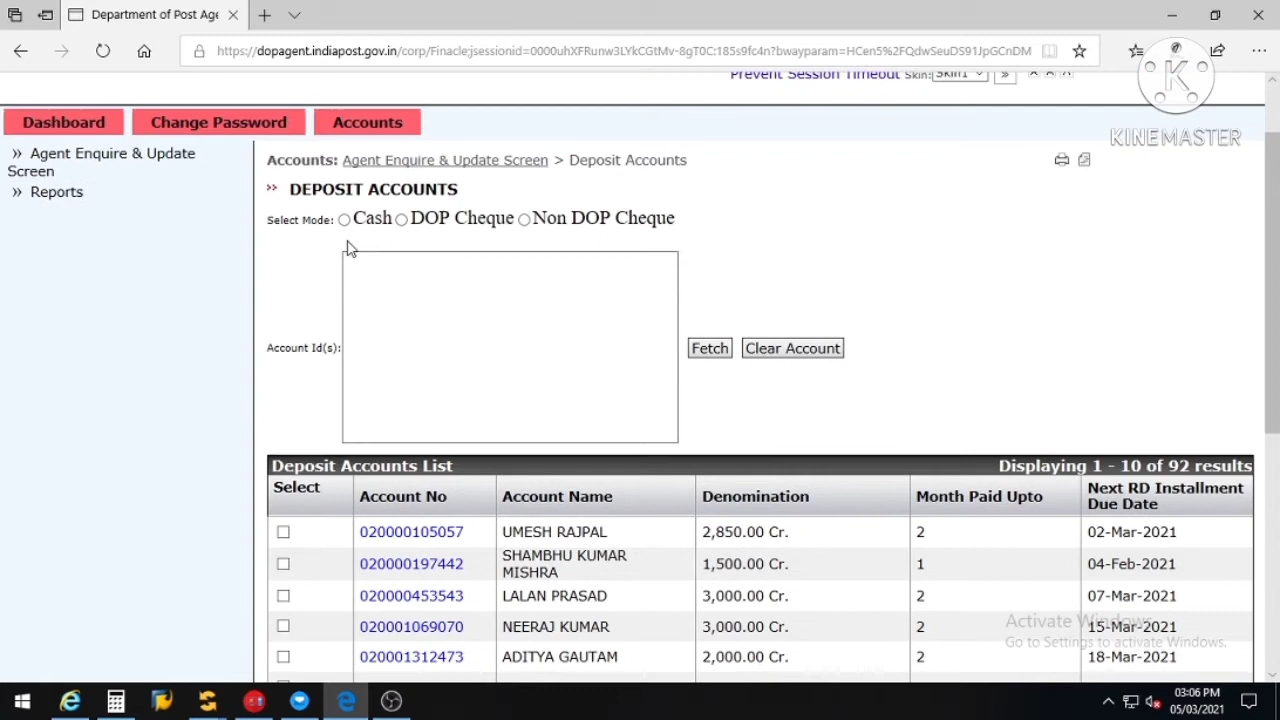 Department of Post Age
https://dopagent.indiapost.gov.in/corp/Finacle;jsessionid=0000uhXFRunw3LYkCGtMv-8gT0C:185s9fc4n?bwayparam=HCen5%2FQdwSeuDS91JpGCnDM
Prevent Session Timeout Skin: Skin1 »
K
KINEMASTER
Dashboard Change Password Accounts
» Agent Enquire & Update
Screen
» Reports
Accounts: Agent Enquire & Update Screen > Deposit Accounts
DEPOSIT ACCOUNTS
Select Mode: Cash DOP Cheque Non DOP Cheque
Account Id(s): Fetch Clear Account
Deposit Accounts List Displaying 1 - 10 of 92 results
Select Account No Account Name Denomination Month Paid Upto Next RD Installment
Due Date
020000105057 UMESH RAJPAL 2,850.00 Cr. 2 02-Mar-2021
020000197442 SHAMBHU KUMAR
MISHRA 1,500.00 Cr. 1 04-Feb-2021
020000453543 LALAN PRASAD 3,000.00 Cr. 2 07-Mar-2021
020001069070 NEERAJ KUMAR 3,000.00 Cr. 2 15-Mar-2021
020001312473 ADITYA GAUTAM 2,000.00 Cr. 2 18-Mar-2021
Activate Windows
Go to Settings to activate Windows.
03:06 PM
05/03/2021